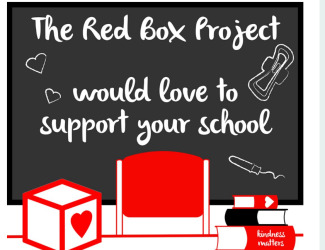 The Red Box Project
would love to
support your school
kindness
matters